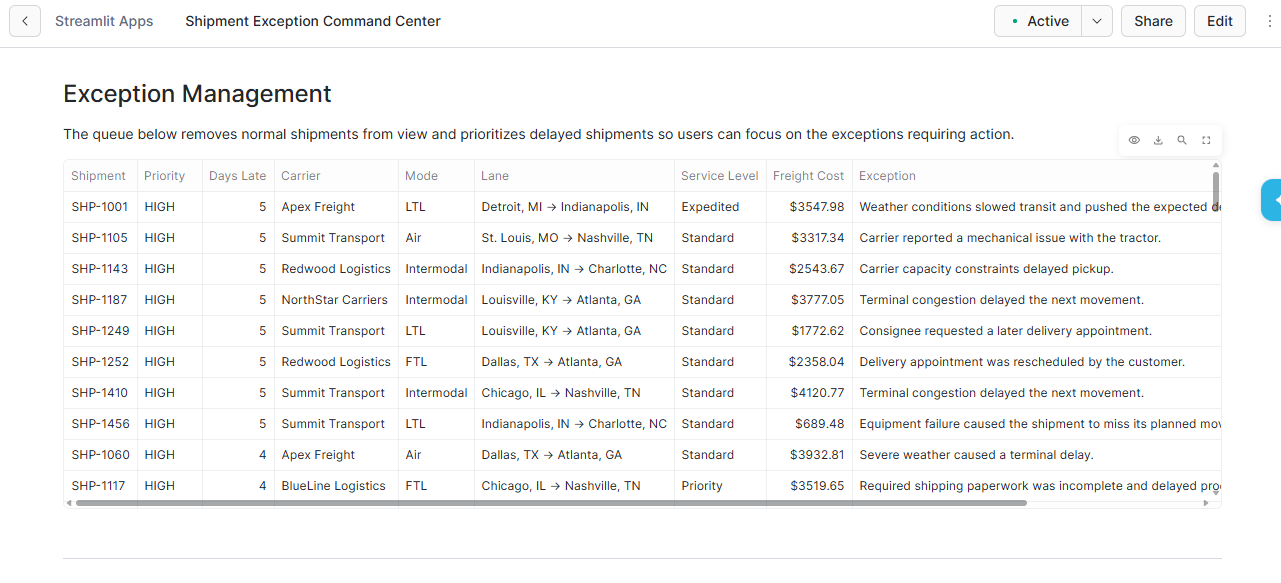 Streamlit Apps Shipment Exception Command Center Active Share Edit
Exception Management
The queue below removes normal shipments from view and prioritizes delayed shipments so users can focus on the exceptions requiring action.
Shipment Priority Days Late Carrier Mode Lane Service Level Freight Cost Exception
SHP-1001 HIGH 5 Apex Freight LTL Detroit, MI → Indianapolis, IN Expedited $3547.98 Weather conditions slowed transit and pushed the expected
SHP-1105 HIGH 5 Summit Transport Air St. Louis, MO → Nashville, TN Standard $3317.34 Carrier reported a mechanical issue with the tractor.
SHP-1143 HIGH 5 Redwood Logistics Intermodal Indianapolis, IN → Charlotte, NC Standard $2543.67 Carrier capacity constraints delayed pickup.
SHP-1187 HIGH 5 NorthStar Carriers Intermodal Louisville, KY → Atlanta, GA Standard $3777.05 Terminal congestion delayed the next movement.
SHP-1249 HIGH 5 Summit Transport LTL Louisville, KY → Atlanta, GA Standard $1772.62 Consignee requested a later delivery appointment.
SHP-1252 HIGH 5 Redwood Logistics FTL Dallas, TX → Atlanta, GA Standard $2358.04 Delivery appointment was rescheduled by the customer.
SHP-1410 HIGH 5 Summit Transport Intermodal Chicago, IL → Nashville, TN Standard $4120.77 Terminal congestion delayed the next movement.
SHP-1456 HIGH 5 Summit Transport LTL Indianapolis, IN → Charlotte, NC Standard $689.48 Equipment failure caused the shipment to miss its planned
SHP-1060 HIGH 4 Apex Freight Air Dallas, TX → Atlanta, GA Standard $3932.81 Severe weather caused a terminal delay.
SHP-1117 HIGH 4 BlueLine Logistics FTL Chicago, IL → Nashville, TN Priority $3519.65 Required shipping paperwork was incomplete and delayed